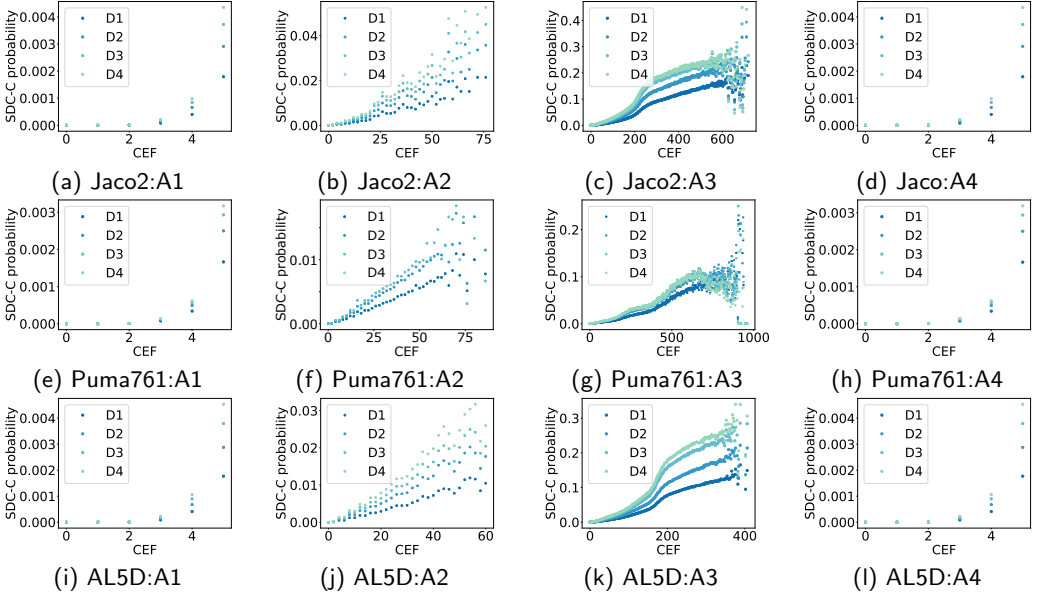 SDC-C probability
0.004
0.003
0.002
0.001
0.000
D1
D2
D3
D4
0 2 4
CEF
(a) Jaco2:A1
SDC-C probability
0.04
0.02
0.00
D1
D2
D3
D4
0 25 50 75
CEF
(b) Jaco2:A2
SDC-C probability
0.4
0.3
0.2
0.1
0.0
D1
D2
D3
D4
0 200 400 600
CEF
(c) Jaco2:A3
SDC-C probability
0.004
0.003
0.002
0.001
0.000
D1
D2
D3
D4
0 2 4
CEF
(d) Jaco:A4
SDC-C probability
0.003
0.002
0.001
0.000
D1
D2
D3
D4
0 2 4
CEF
(e) Puma761:A1
SDC-C probability
0.01
0.00
D1
D2
D3
D4
0 25 50 75
CEF
(f) Puma761:A2
SDC-C probability
0.2
0.1
0.0
D1
D2
D3
D4
0 500 1000
CEF
(g) Puma761:A3
SDC-C probability
0.003
0.002
0.001
0.000
D1
D2
D3
D4
0 2 4
CEF
(h) Puma761:A4
SDC-C probability
0.004
0.003
0.002
0.001
0.000
D1
D2
D3
D4
0 2 4
CEF
(i) AL5D:A1
SDC-C probability
0.03
0.02
0.01
0.00
D1
D2
D3
D4
0 20 40 60
CEF
(j) AL5D:A2
SDC-C probability
0.3
0.2
0.1
0.0
D1
D2
D3
D4
0 200 400
CEF
(k) AL5D:A3
SDC-C probability
0.004
0.003
0.002
0.001
0.000
D1
D2
D3
D4
0 2 4
CEF
(l) AL5D:A4